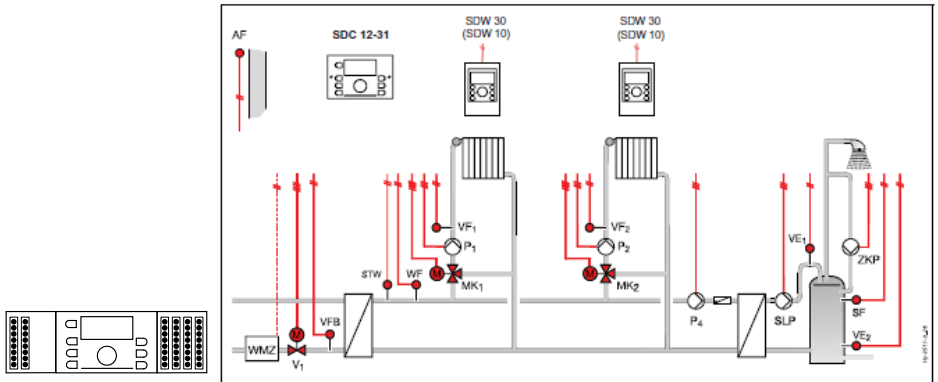 AF
SDC 12-31
SDW 30
(SDW 10)
SDW 30
(SDW 10)
VF1
P1
M
MK1
STW
WF
VF2
P2
M
MK2
VE1
ZKP
P4
SLP
SF
VE2
M
VFB
WMZ
V1